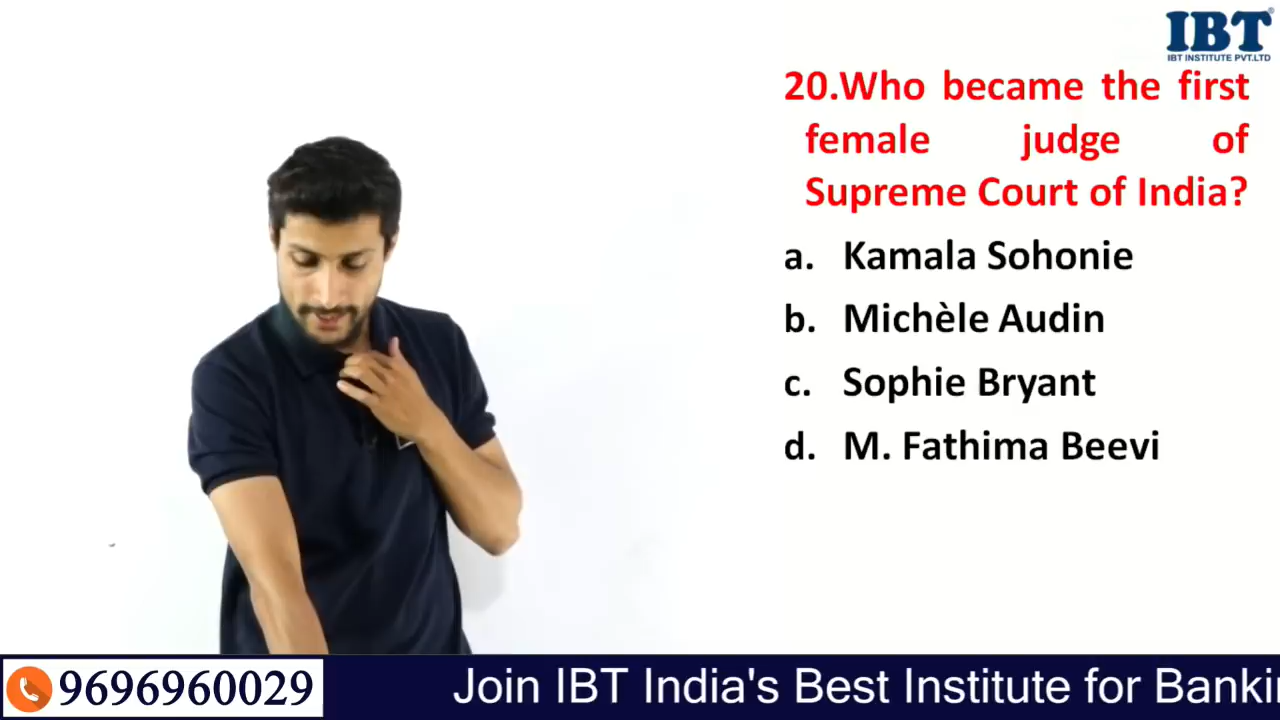 IBT
IBT INSTITUTE PVT.LTD
20.Who became the first
female judge of
Supreme Court of India?
a. Kamala Sohonie
b. Michèle Audin
c. Sophie Bryant
d. M. Fathima Beevi
9696960029
Join IBT India's Best Institute for Bankin